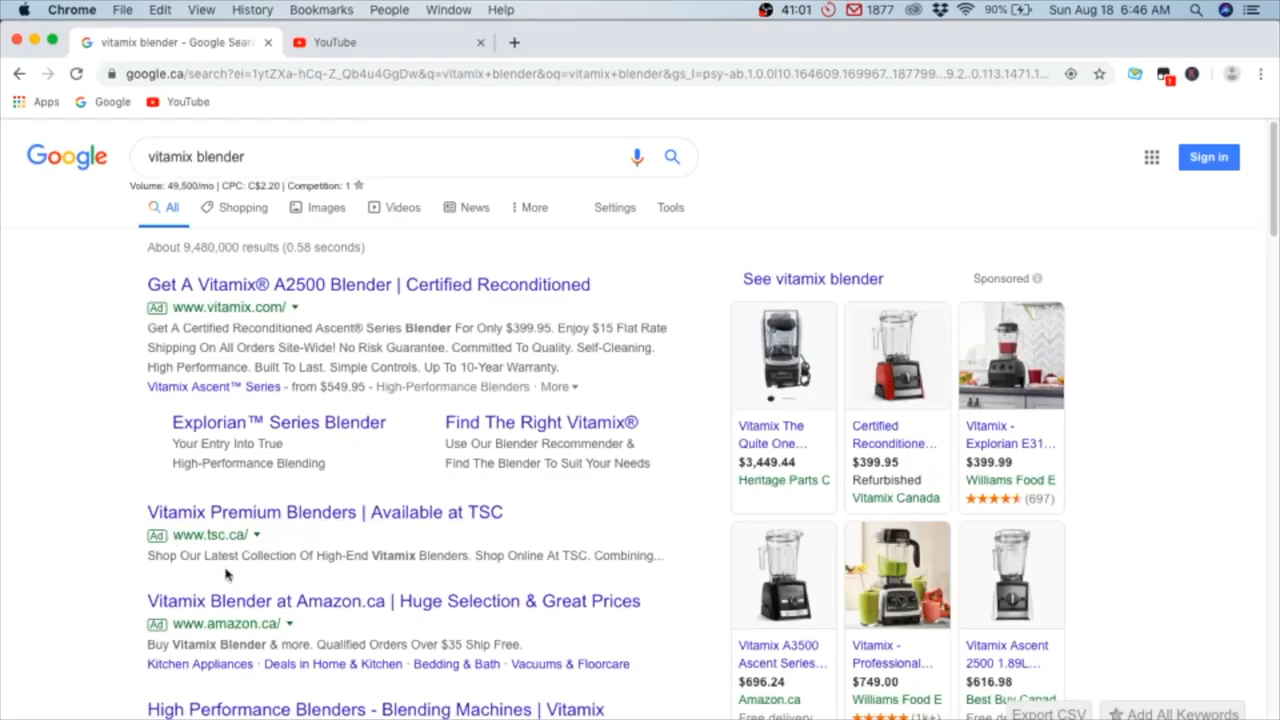 Chrome File Edit View History Bookmarks People Window Help 41:01 1877 90% Sun Aug 18 6:46 AM
vitamix blender - Google Sear YouTube
google.ca/search?ei=1ytZXa-hCq-Z_Qb4u4GgDw&q=vitamix+blender&oq=vitamix+blender&gs_l=psy-ab.1.0.0l10.164609.169967..187799...9.2..0.113.1471.1...
Apps Google YouTube
Google vitamix blender Sign in
Volume: 49,500/mo | CPC: C$2.20 | Competition: 1
All Shopping Images Videos News More Settings Tools
About 9,480,000 results (0.58 seconds)
Get A Vitamix® A2500 Blender | Certified Reconditioned
Ad www.vitamix.com/
Get A Certified Reconditioned Ascent® Series Blender For Only $399.95. Enjoy $15 Flat Rate
Shipping On All Orders Site-Wide! No Risk Guarantee. Committed To Quality. Self-Cleaning.
High Performance. Built To Last. Simple Controls. Up To 10-Year Warranty.
Vitamix Ascent™ Series - from $549.95 - High-Performance Blenders · More
Explorian™ Series Blender
Your Entry Into True
High-Performance Blending
Find The Right Vitamix®
Use Our Blender Recommender &
Find The Blender To Suit Your Needs
Vitamix Premium Blenders | Available at TSC
Ad www.tsc.ca/
Shop Our Latest Collection Of High-End Vitamix Blenders. Shop Online At TSC. Combining...
Vitamix Blender at Amazon.ca | Huge Selection & Great Prices
Ad www.amazon.ca/
Buy Vitamix Blender & more. Qualified Orders Over $35 Ship Free.
Kitchen Appliances · Deals in Home & Kitchen · Bedding & Bath · Vacuums & Floorcare
High Performance Blenders - Blending Machines | Vitamix
See vitamix blender Sponsored
Vitamix The
Quite One...
$3,449.44
Heritage Parts C
Certified
Reconditione...
$399.95
Refurbished
Vitamix Canada
Vitamix -
Explorian E31...
$399.99
Williams Food E
(697)
Vitamix A3500
Ascent Series...
$696.24
Amazon.ca
Free delivery
Vitamix -
Professional...
$749.00
Williams Food E
(1k+)
Vitamix Ascent
2500 1.89L...
$616.98
Best Buy Canad
Export CSV Add All Keywords